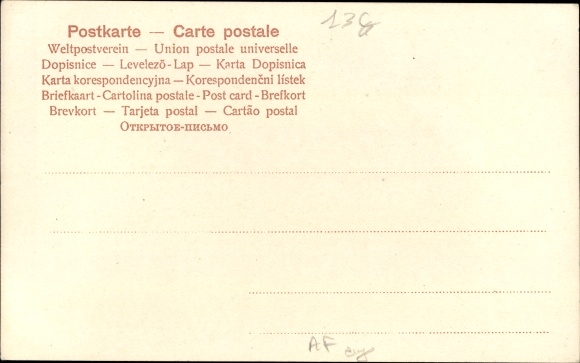 Postkarte — Carte postale
Weltpostverein — Union postale universelle
Dopisnice — Levelező-Lap — Karta Dopisnica
Karta korespondencyjna — Korespondenční lístek
Briefkaart - Cartolina postale - Post card - Brefkort
Brevkort — Tarjeta postal — Cartão postal
Открытое-письмо
13
AF